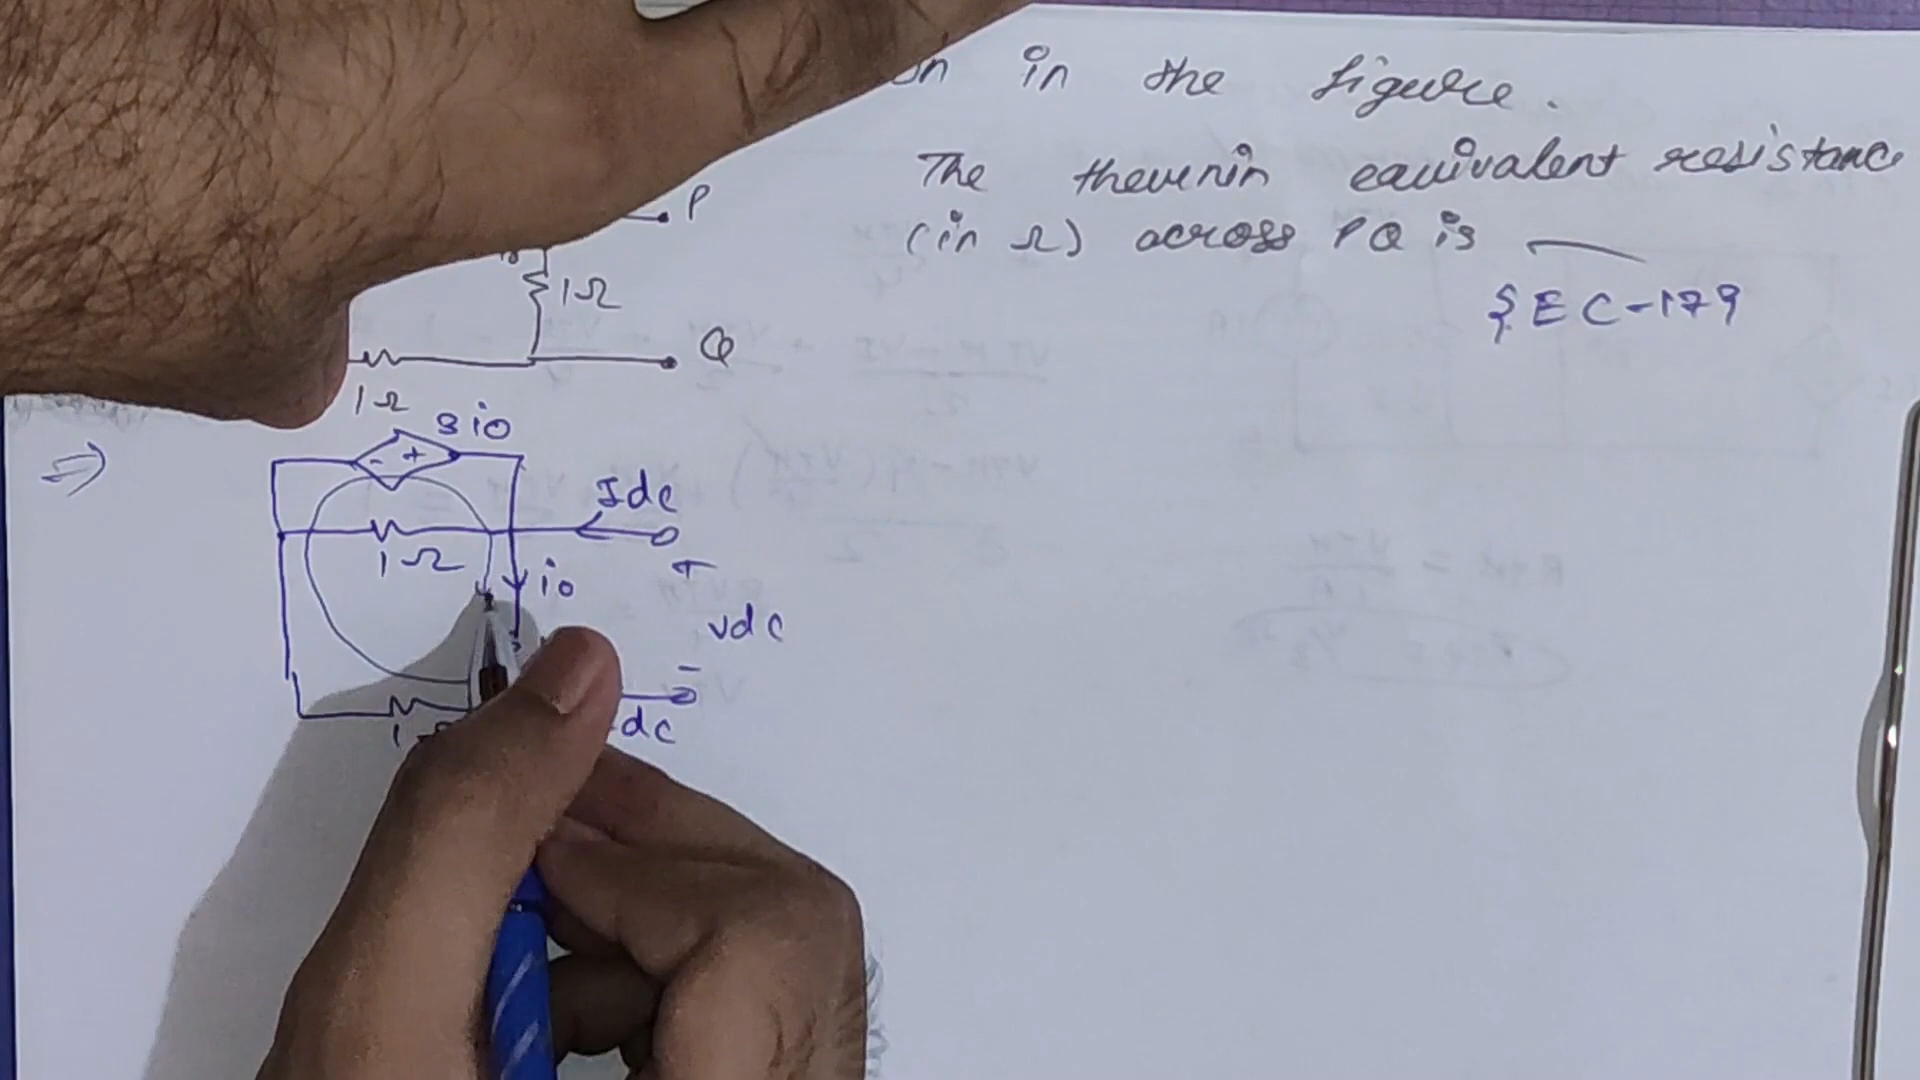 in the figure.
The thevenin equivalent resistance
P
(in Ω) across PQ is
1Ω
{EC-179
Q
1Ω
3io
- +
Idc
1Ω
io
+
vdc
-
dc